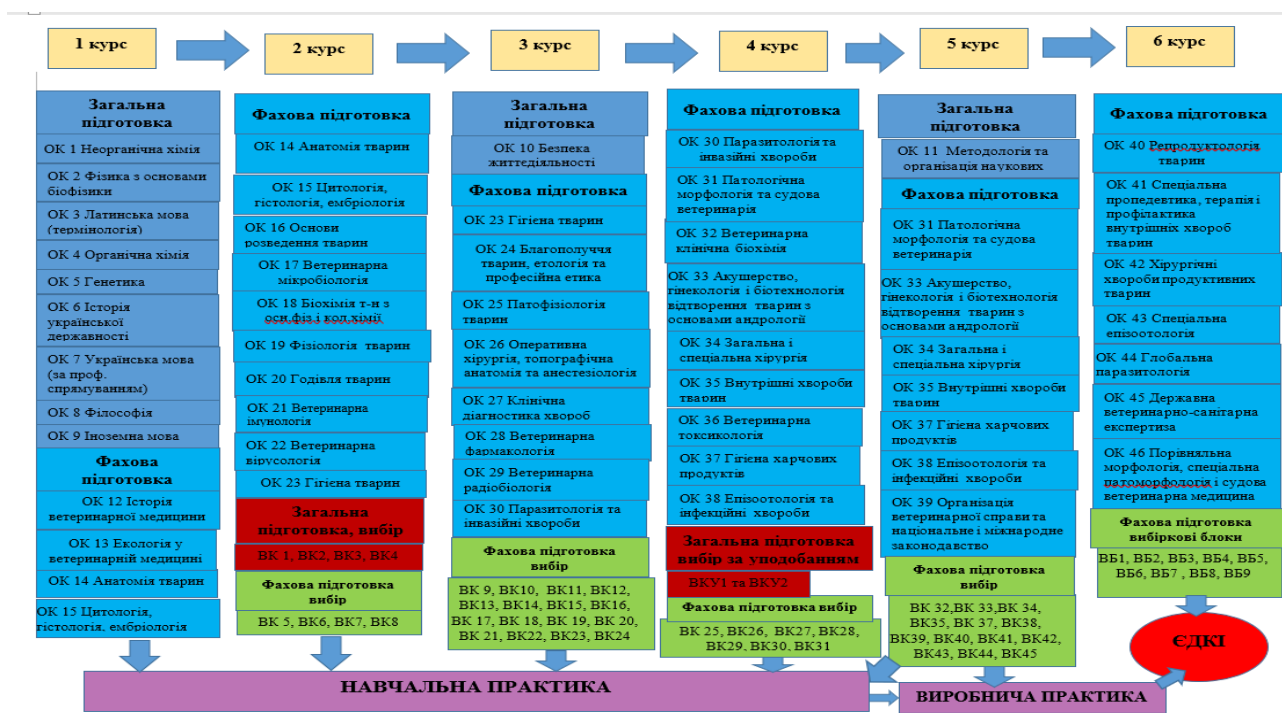 1 курс
2 курс
3 курс
4 курс
5 курс
6 курс
Загальна
підготовка
ОК 1 Неорганічна хімія
ОК 2 Фізика з основами
біофізики
ОК 3 Латинська мова
(термінологія)
ОК 4 Органічна хімія
ОК 5 Генетика
ОК 6 Історія
української
державності
ОК 7 Українська мова
(за проф.
спрямуванням)
ОК 8 Філософія
ОК 9 Іноземна мова
Фахова
підготовка
ОК 12 Історія
ветеринарної медицини
ОК 13 Екологія у
ветеринарній медицині
ОК 14 Анатомія тварин
ОК 15 Цитологія,
гістологія, ембріологія
Фахова підготовка
ОК 14 Анатомія тварин
ОК 15 Цитологія,
гістологія, ембріологія
ОК 16 Основи
розведення тварин
ОК 17 Ветеринарна
мікробіологія
ОК 18 Біохімія т-н з
осн.фіз і кол.хімії
ОК 19 Фізіологія тварин
ОК 20 Годівля тварин
ОК 21 Ветеринарна
імунологія
ОК 22 Ветеринарна
вірусологія
ОК 23 Гігієна тварин
Загальна
підготовка, вибір
ВК 1, ВК2, ВК3, ВК4
Фахова підготовка
вибір
ВК 5, ВК6, ВК7, ВК8
Загальна
підготовка
ОК 10 Безпека
життєдіяльності
Фахова підготовка
ОК 23 Гігієна тварин
ОК 24 Благополуччя
тварин, етологія та
професійна етика
ОК 25 Патофізіологія
тварин
ОК 26 Оперативна
хірургія, топографічна
анатомія та анестезіологія
ОК 27 Клінічна
діагностика хвороб
ОК 28 Ветеринарна
фармакологія
ОК 29 Ветеринарна
радіобіологія
ОК 30 Паразитологія та
інвазійні хвороби
Фахова підготовка
вибір
ВК 9, ВК10, ВК11, ВК12,
ВК13, ВК14, ВК15, ВК16,
ВК 17, ВК 18, ВК 19, ВК 20,
ВК 21, ВК22, ВК23, ВК24
Фахова підготовка
ОК 30 Паразитологія та
інвазійні хвороби
ОК 31 Патологічна
морфологія та судова
ветеринарія
ОК 32 Ветеринарна
клінічна біохімія
ОК 33 Акушерство,
гінекологія і біотехнологія
відтворення тварин з
основами андрології
ОК 34 Загальна і
спеціальна хірургія
ОК 35 Внутрішні хвороби
тварин
ОК 36 Ветеринарна
токсикологія
ОК 37 Гігієна харчових
продуктів
ОК 38 Епізоотологія та
інфекційні хвороби
Загальна підготовка
вибір за уподобанням
ВКУ1 та ВКУ2
Фахова підготовка вибір
ВК 25, ВК26, ВК27, ВК28,
ВК29, ВК30, ВК31
Загальна
підготовка
ОК 11 Методологія та
організація наукових
Фахова підготовка
ОК 31 Патологічна
морфологія та судова
ветеринарія
ОК 33 Акушерство,
гінекологія і біотехнологія
відтворення тварин з
основами андрології
ОК 34 Загальна і
спеціальна хірургія
ОК 35 Внутрішні хвороби
тварин
ОК 37 Гігієна харчових
продуктів
ОК 38 Епізоотологія та
інфекційні хвороби
ОК 39 Організація
ветеринарної справи та
національне і міжнародне
законодавство
Фахова підготовка
вибір
ВК 32,ВК 33,ВК 34,
ВК35, ВК 37, ВК38,
ВК39, ВК40, ВК41, ВК42,
ВК43, ВК44, ВК45
Фахова підготовка
ОК 40 Репродуктологія
тварин
ОК 41 Спеціальна
пропедевтика, терапія і
профілактика
внутрішніх хвороб
тварин
ОК 42 Хірургічні
хвороби продуктивних
тварин
ОК 43 Спеціальна
епізоотологія
ОК 44 Глобальна
паразитологія
ОК 45 Державна
ветеринарно-санітарна
експертиза
ОК 46 Порівняльна
морфологія, спеціальна
патоморфологія і судова
ветеринарна медицина
Фахова підготовка
вибіркові блоки
ВБ1, ВБ2, ВБ3, ВБ4, ВБ5,
ВБ6, ВБ7 , ВБ8, ВБ9
ЄДКІ
НАВЧАЛЬНА ПРАКТИКА
ВИРОБНИЧА ПРАКТИКА